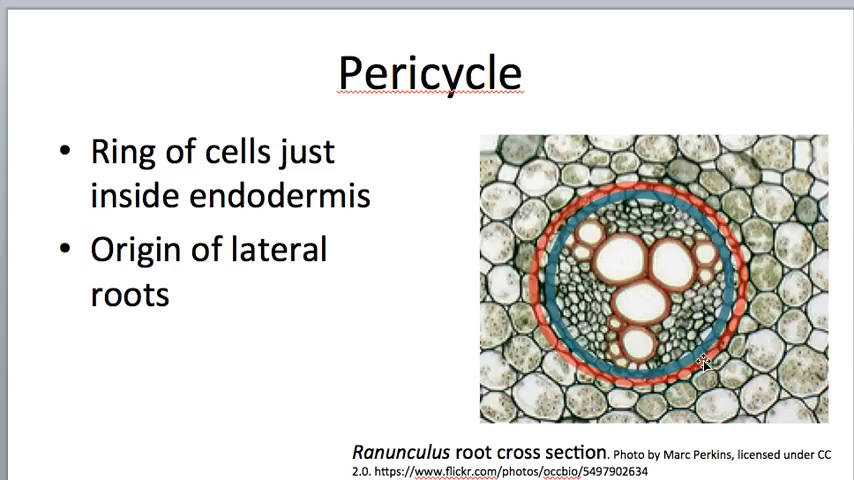 Pericycle
• Ring of cells just
inside endodermis
• Origin of lateral
roots
Ranunculus root cross section. Photo by Marc Perkins, licensed under CC
2.0. https://www.flickr.com/photos/occbio/5497902634